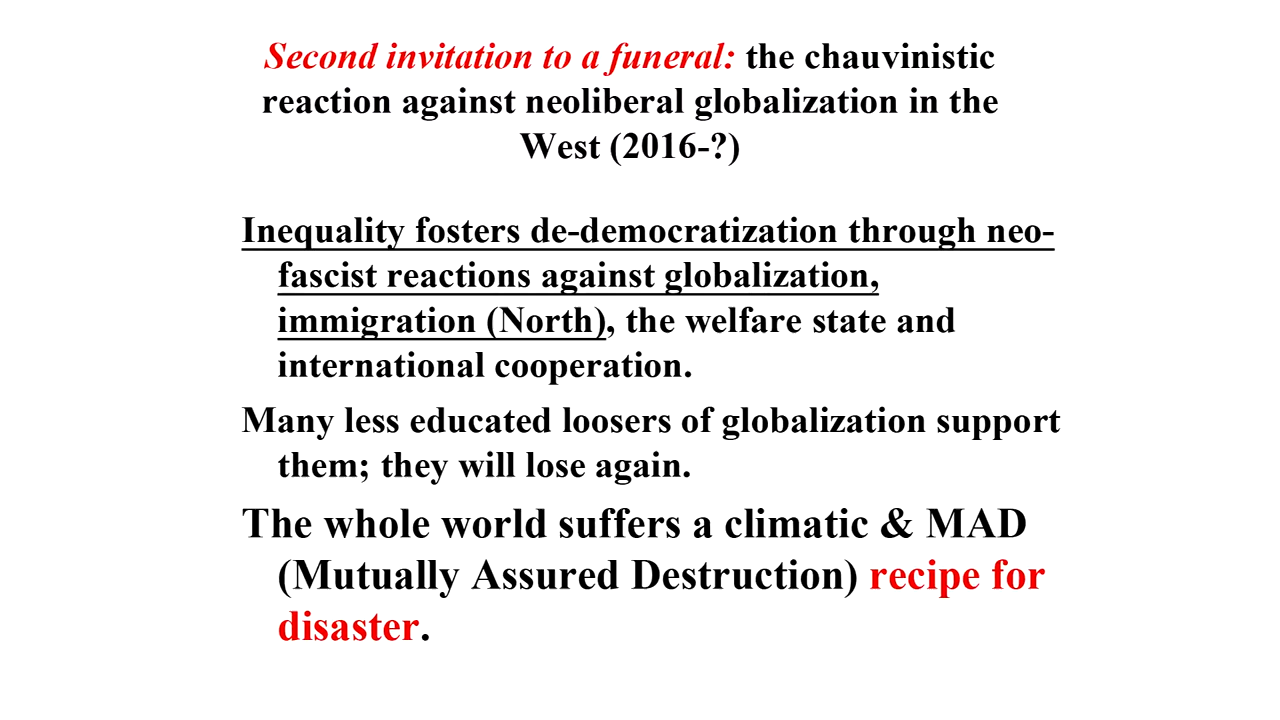 Second invitation to a funeral: the chauvinistic
reaction against neoliberal globalization in the
West (2016-?)
Inequality fosters de-democratization through neo-
fascist reactions against globalization,
immigration (North), the welfare state and
international cooperation.
Many less educated loosers of globalization support
them; they will lose again.
The whole world suffers a climatic & MAD
(Mutually Assured Destruction) recipe for
disaster.